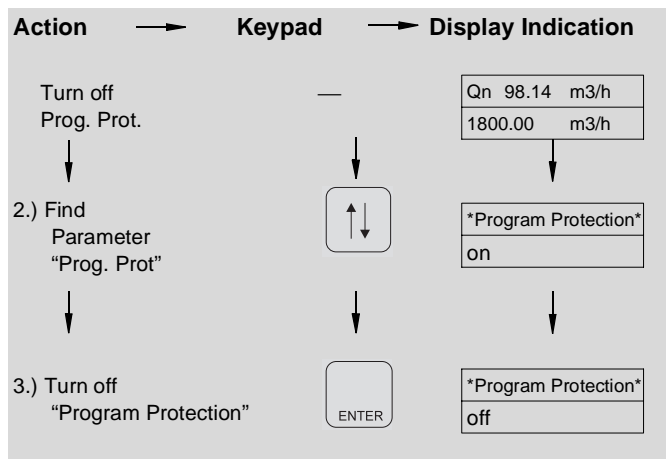 Action Keypad Display Indication
Turn off — Qn 98.14 m3/h
Prog. Prot. 1800.00 m3/h
2.) Find *Program Protection*
Parameter on
“Prog. Prot”
3.) Turn off *Program Protection*
“Program Protection” ENTER off